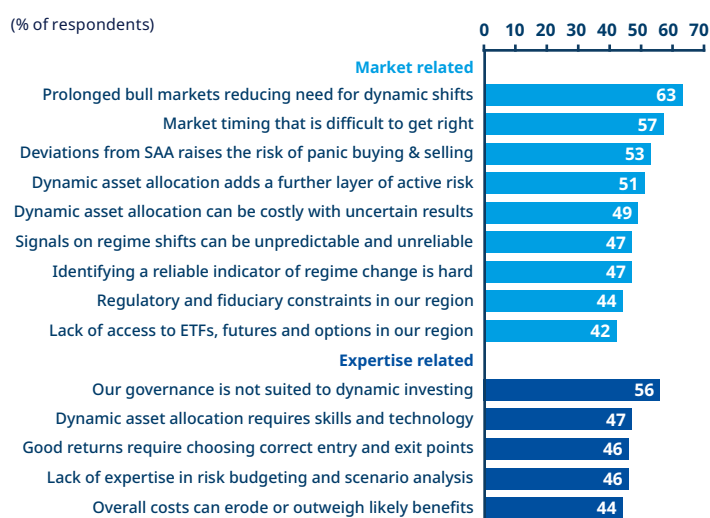 (% of respondents)
0 10 20 30 40 50 60 70
Market related
Prolonged bull markets reducing need for dynamic shifts 63
Market timing that is difficult to get right 57
Deviations from SAA raises the risk of panic buying & selling 53
Dynamic asset allocation adds a further layer of active risk 51
Dynamic asset allocation can be costly with uncertain results 49
Signals on regime shifts can be unpredictable and unreliable 47
Identifying a reliable indicator of regime change is hard 47
Regulatory and fiduciary constraints in our region 44
Lack of access to ETFs, futures and options in our region 42
Expertise related
Our governance is not suited to dynamic investing 56
Dynamic asset allocation requires skills and technology 47
Good returns require choosing correct entry and exit points 46
Lack of expertise in risk budgeting and scenario analysis 46
Overall costs can erode or outweigh likely benefits 44